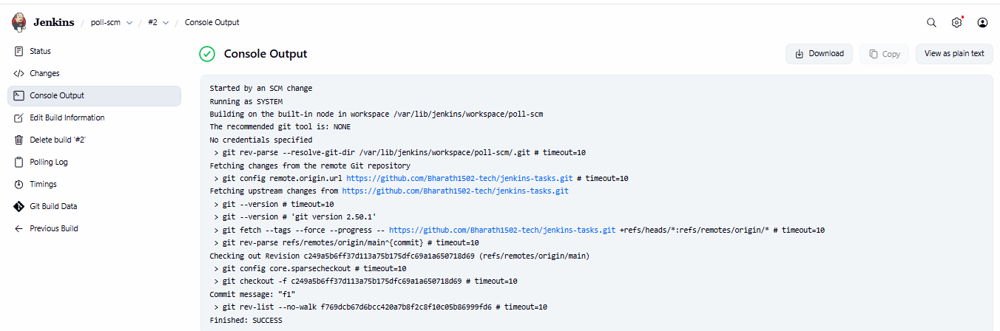 Jenkins / poll-scm / #2 / Console Output
Status
Changes
Console Output
Edit Build Information
Delete build ‘#2’
Polling Log
Timings
Git Build Data
Previous Build
Console Output
Download
Copy
View as plain text
Started by an SCM change
Running as SYSTEM
Building on the built-in node in workspace /var/lib/jenkins/workspace/poll-scm
The recommended git tool is: NONE
No credentials specified
> git rev-parse --resolve-git-dir /var/lib/jenkins/workspace/poll-scm/.git # timeout=10
Fetching changes from the remote Git repository
> git config remote.origin.url https://github.com/Bharath1502-tech/jenkins-tasks.git # timeout=10
Fetching upstream changes from https://github.com/Bharath1502-tech/jenkins-tasks.git
> git --version # timeout=10
> git --version # 'git version 2.50.1'
> git fetch --tags --force --progress -- https://github.com/Bharath1502-tech/jenkins-tasks.git +refs/heads/*:refs/remotes/origin/* # timeout=10
> git rev-parse refs/remotes/origin/main^{commit} # timeout=10
Checking out Revision c249a5b6ff37d113a75b175dfc69a1a650718d69 (refs/remotes/origin/main)
> git config core.sparsecheckout # timeout=10
> git checkout -f c249a5b6ff37d113a75b175dfc69a1a650718d69 # timeout=10
Commit message: "f1"
> git rev-list --no-walk f769dcb67d6bcc420a7b8f2c8f10c05b86999fd6 # timeout=10
Finished: SUCCESS